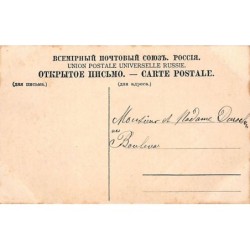 ВСЕМІРНЫЙ ПОЧТОВЫЙ СОЮЗЪ. РОССІЯ.
UNION POSTALE UNIVERSELLE RUSSIE.
ОТКРЫТОЕ ПИСЬМО. — CARTE POSTALE.
(для письма.) (для адреса.)
Monsieur et Madame